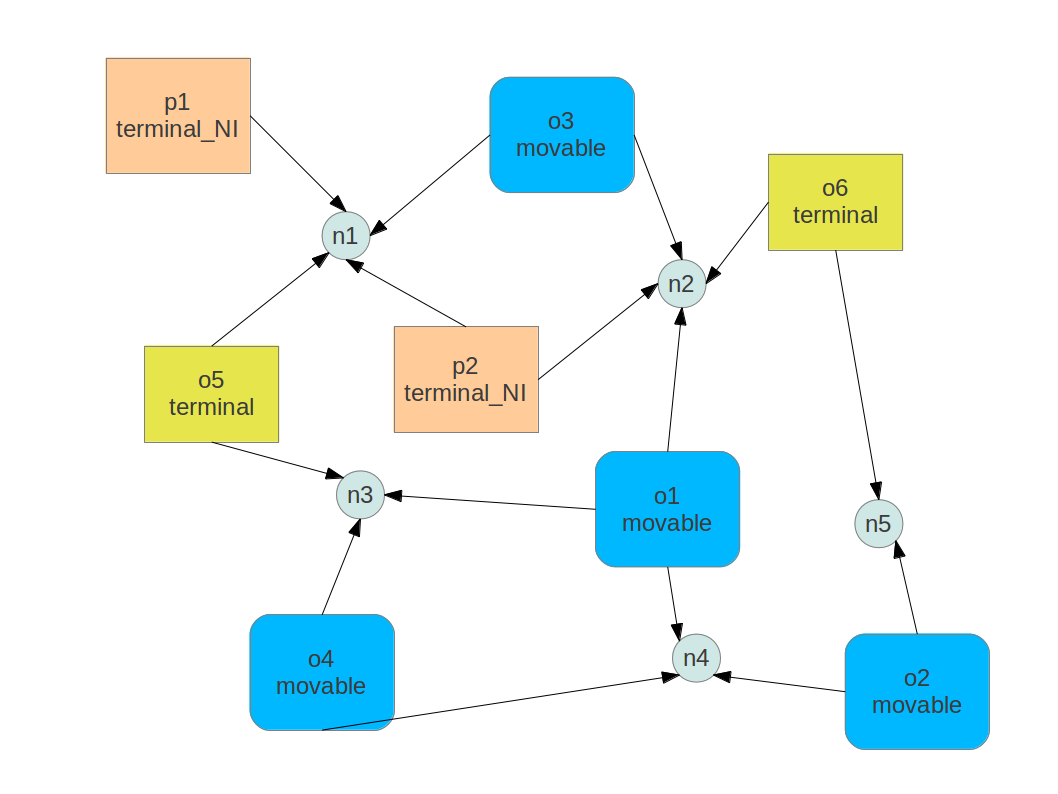 p1
terminal_NI
o3
movable
o6
terminal
n1
n2
p2
terminal_NI
o5
terminal
n3
o1
movable
n5
o4
movable
n4
o2
movable